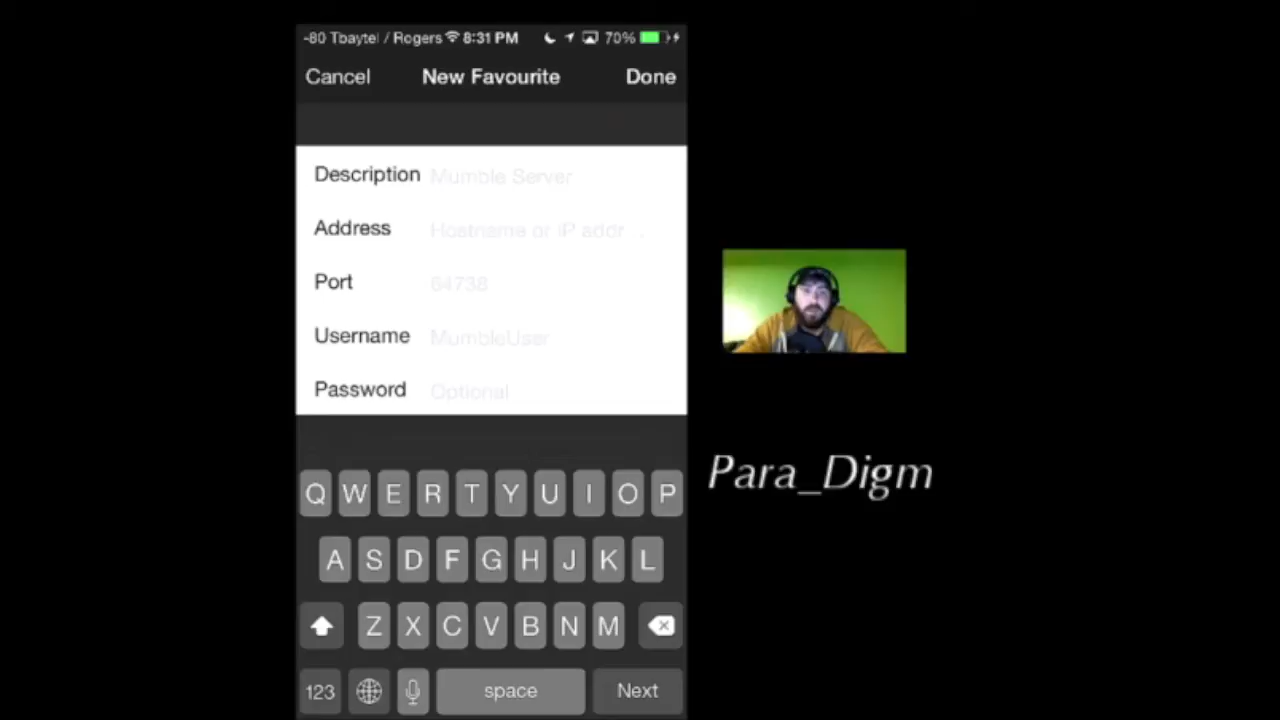 -80 Tbaytel / Rogers 8:31 PM 70%
Cancel New Favourite Done
Description Mumble Server
Address Hostname or IP addr ...
Port 64738
Username MumbleUser
Password Optional
Para_Digm
Q W E R T Y U I O P
A S D F G H J K L
Z X C V B N M
123 space Next